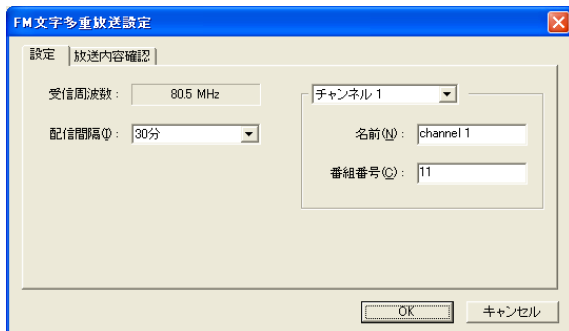 FM文字多重放送設定
設定 放送内容確認
受信周波数： 80.5 MHz
配信間隔(I)： 30分
チャンネル 1
名前(N)： channel 1
番組番号(C)： 11
OK キャンセル